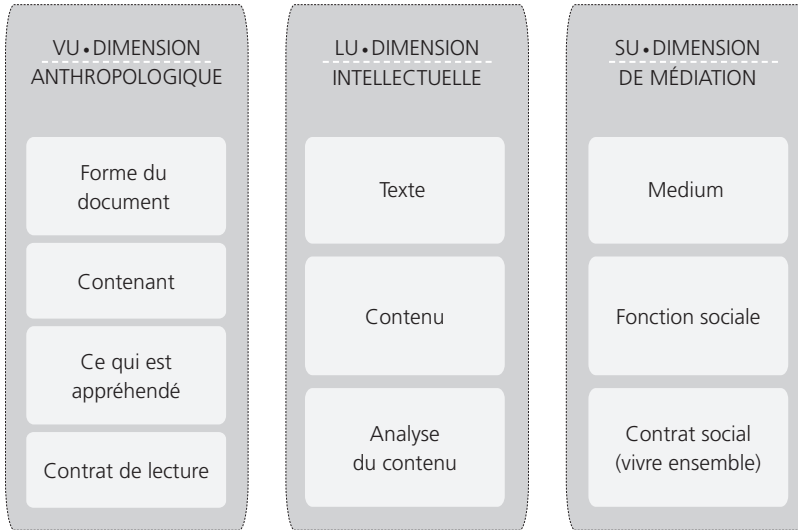 VU • DIMENSION
ANTHROPOLOGIQUE
Forme du
document
Contenant
Ce qui est
appréhendé
Contrat de lecture
LU • DIMENSION
INTELLECTUELLE
Texte
Contenu
Analyse
du contenu
SU • DIMENSION
DE MÉDIATION
Medium
Fonction sociale
Contrat social
(vivre ensemble)